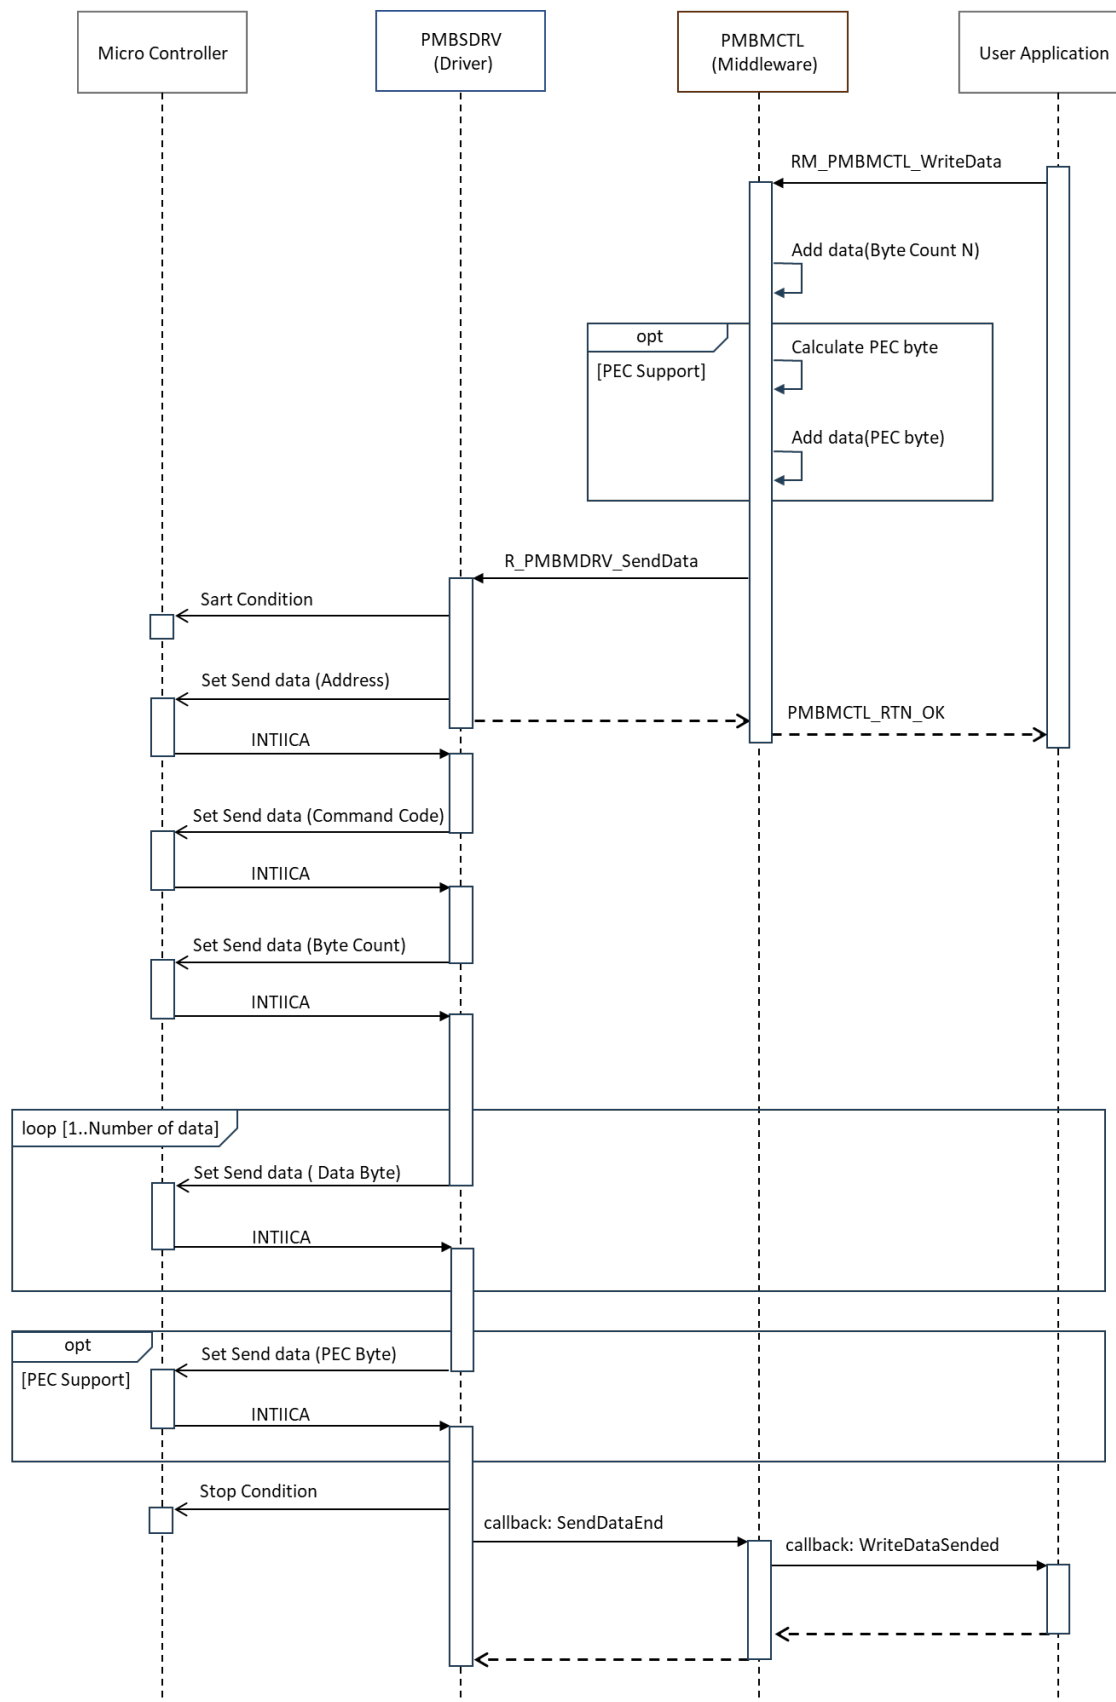 Micro Controller
PMBSDRV
(Driver)
PMBMCTL
(Middleware)
User Application
RM_PMBMCTL_WriteData
Add data(Byte Count N)
opt
[PEC Support]
Calculate PEC byte
Add data(PEC byte)
R_PMBMDRV_SendData
Sart Condition
Set Send data (Address)
PMBMCTL_RTN_OK
INTIICA
Set Send data (Command Code)
INTIICA
Set Send data (Byte Count)
INTIICA
loop [1..Number of data]
Set Send data ( Data Byte)
INTIICA
opt
[PEC Support]
Set Send data (PEC Byte)
INTIICA
Stop Condition
callback: SendDataEnd
callback: WriteDataSended